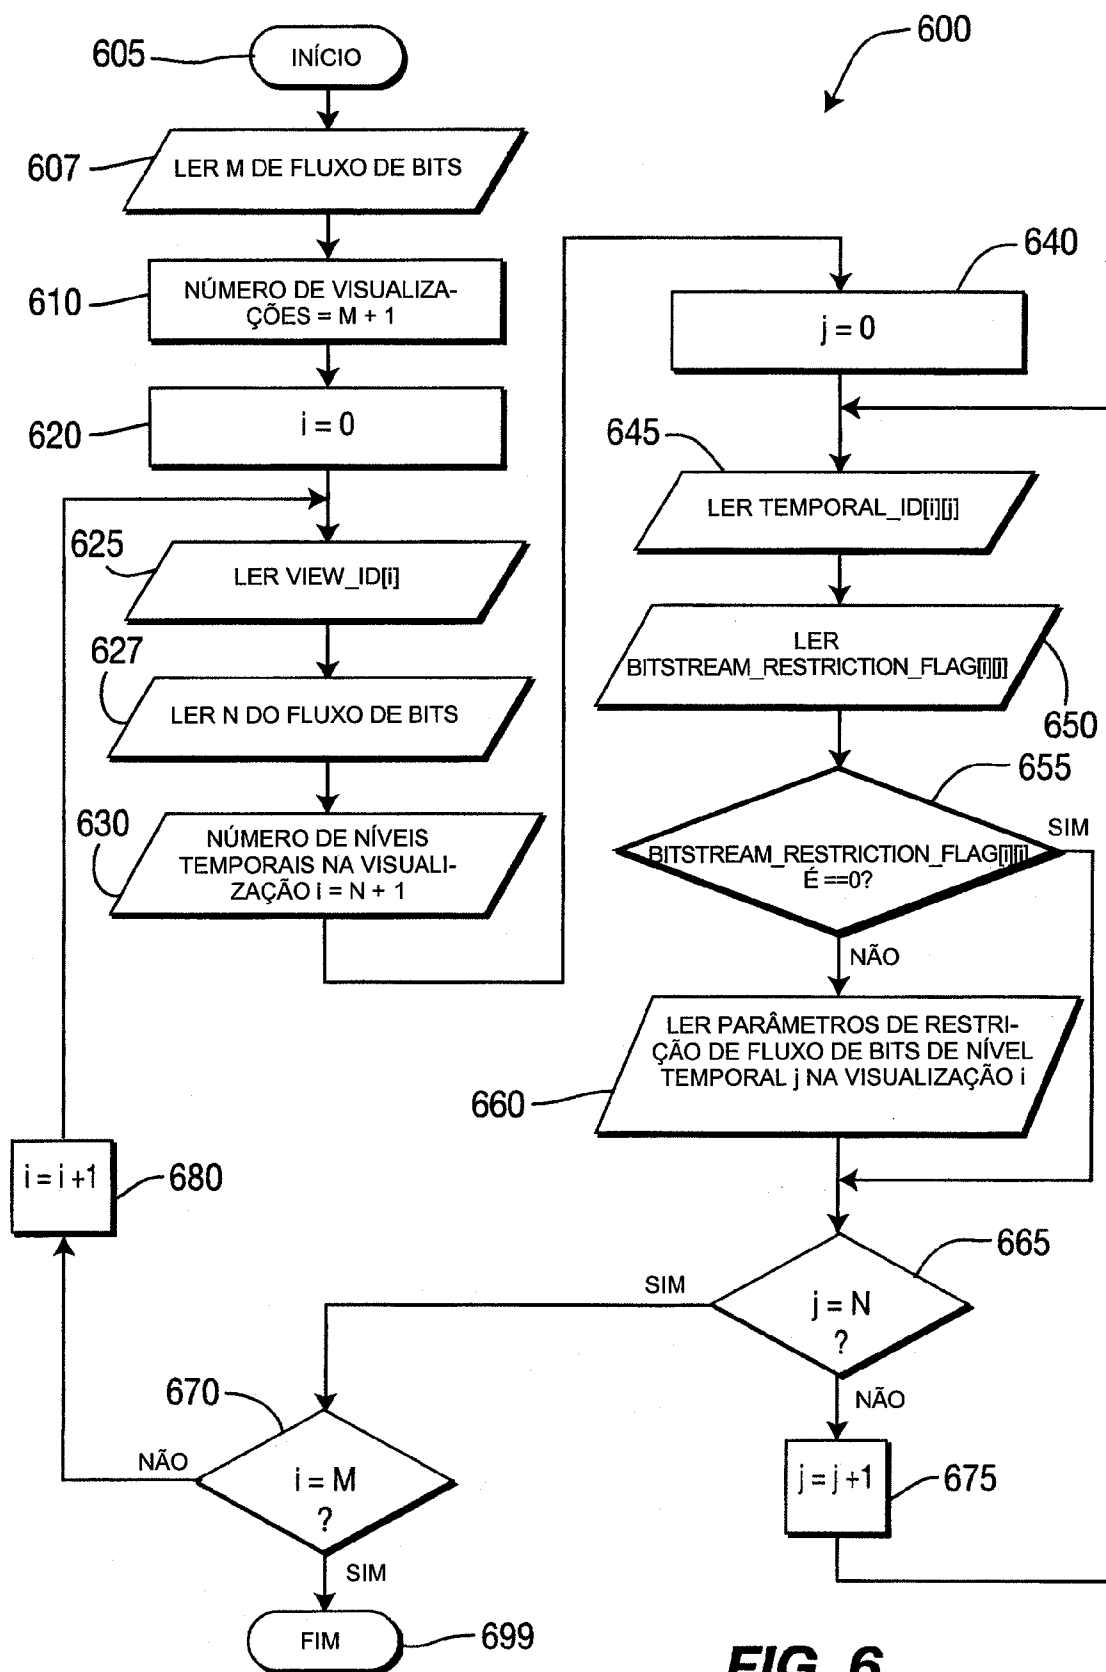 600
605
INÍCIO
607
LER M DE FLUXO DE BITS
610
NÚMERO DE VISUALIZA-
ÇÕES = M + 1
620
i = 0
625
LER VIEW_ID[i]
627
LER N DO FLUXO DE BITS
630
NÚMERO DE NÍVEIS
TEMPORAIS NA VISUALI-
ZAÇÃO i = N + 1
640
j = 0
645
LER TEMPORAL_ID[i][j]
LER
BITSTREAM_RESTRICTION_FLAG[i][j]
650
655
SIM
BITSTREAM_RESTRICTION_FLAG[i][j]
É ==0?
NÃO
LER PARÂMETROS DE RESTRI-
ÇÃO DE FLUXO DE BITS DE NÍVEL
TEMPORAL j NA VISUALIZAÇÃO i
660
665
SIM
j = N
?
NÃO
j = j +1
675
670
NÃO
i = M
?
SIM
i = i +1
680
FIM
699
FIG. 6